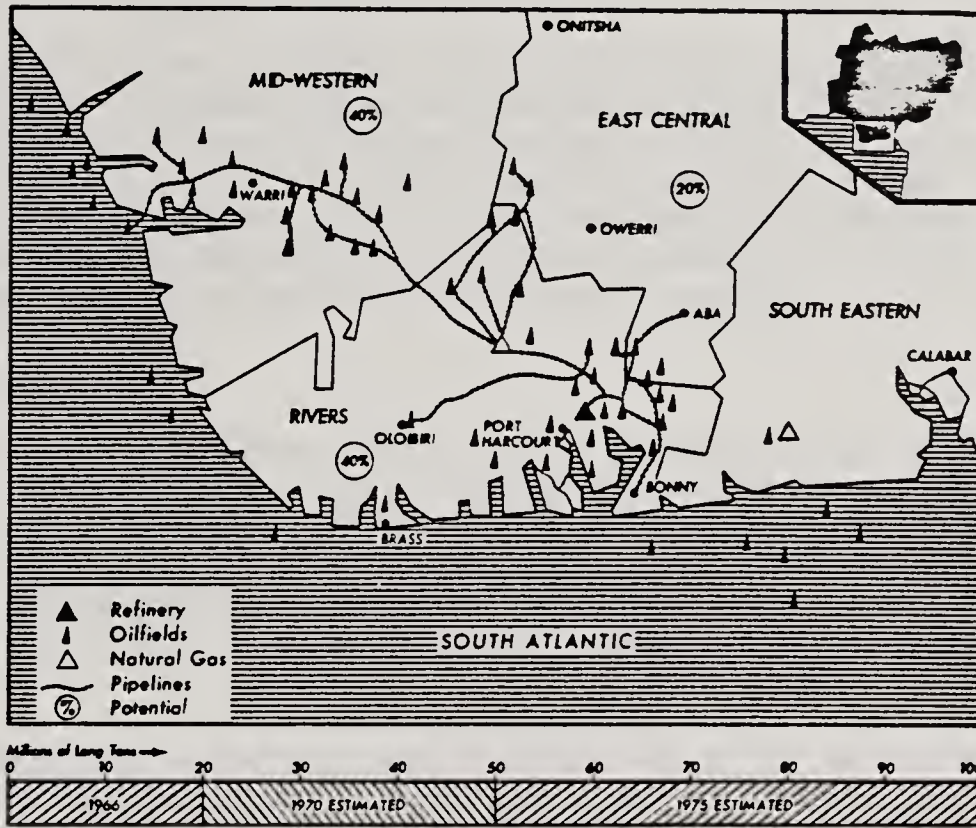 ONITSHA
MID-WESTERN
40%
EAST CENTRAL
20%
WARRI
OWERRI
ABA
SOUTH EASTERN
CALABAR
RIVERS
OLOIBIRI
PORT
HARCOURT
40%
BONNY
BRASS
Refinery
Oilfields
Natural Gas
Pipelines
% Potential
SOUTH ATLANTIC
Millions of Long Tons
0 10 20 30 40 50 60 70 80 90 100
1966 1970 ESTIMATED 1975 ESTIMATED